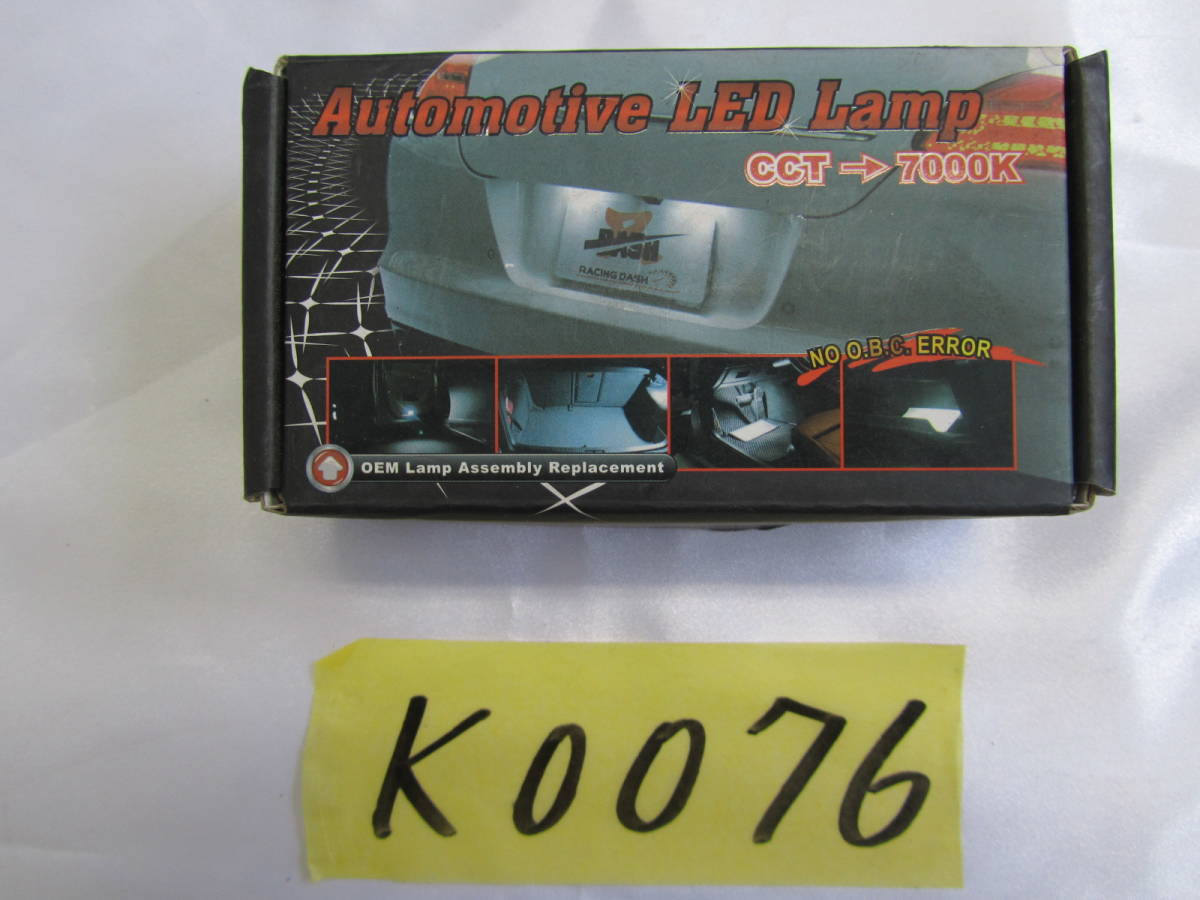 Automotive LED Lamp
CCT → 7000K
DASH
RACING DASH
NO O.B.C. ERROR
OEM Lamp Assembly Replacement
K0076